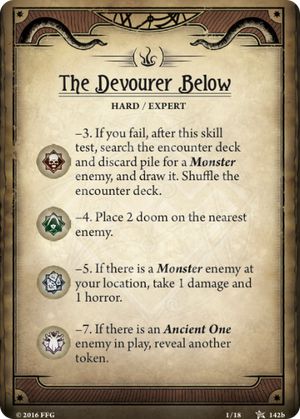 The Devourer Below
HARD / EXPERT
–3. If you fail, after this skill
test, search the encounter deck
and discard pile for a Monster
enemy, and draw it. Shuffle the
encounter deck.
–4. Place 2 doom on the nearest
enemy.
–5. If there is a Monster enemy at
your location, take 1 damage and
1 horror.
–7. If there is an Ancient One
enemy in play, reveal another
token.
© 2016 FFG 1/18 142b